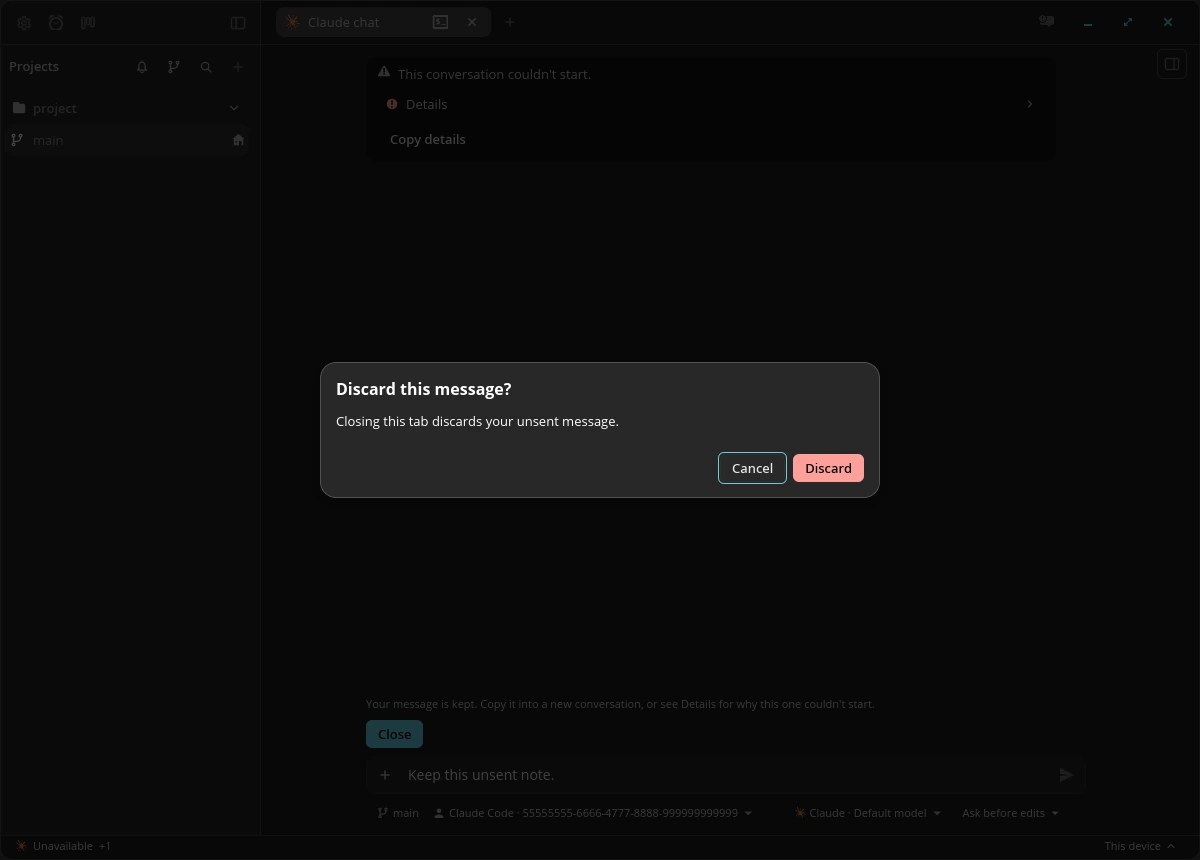 Claude chat
Projects
project
main
This conversation couldn't start.
Details
Copy details
Discard this message?
Closing this tab discards your unsent message.
Cancel
Discard
Your message is kept. Copy it into a new conversation, or see Details for why this one couldn't start.
Close
Keep this unsent note.
main
Claude Code · 55555555-6666-4777-8888-999999999999
Claude · Default model
Ask before edits
Unavailable +1
This device